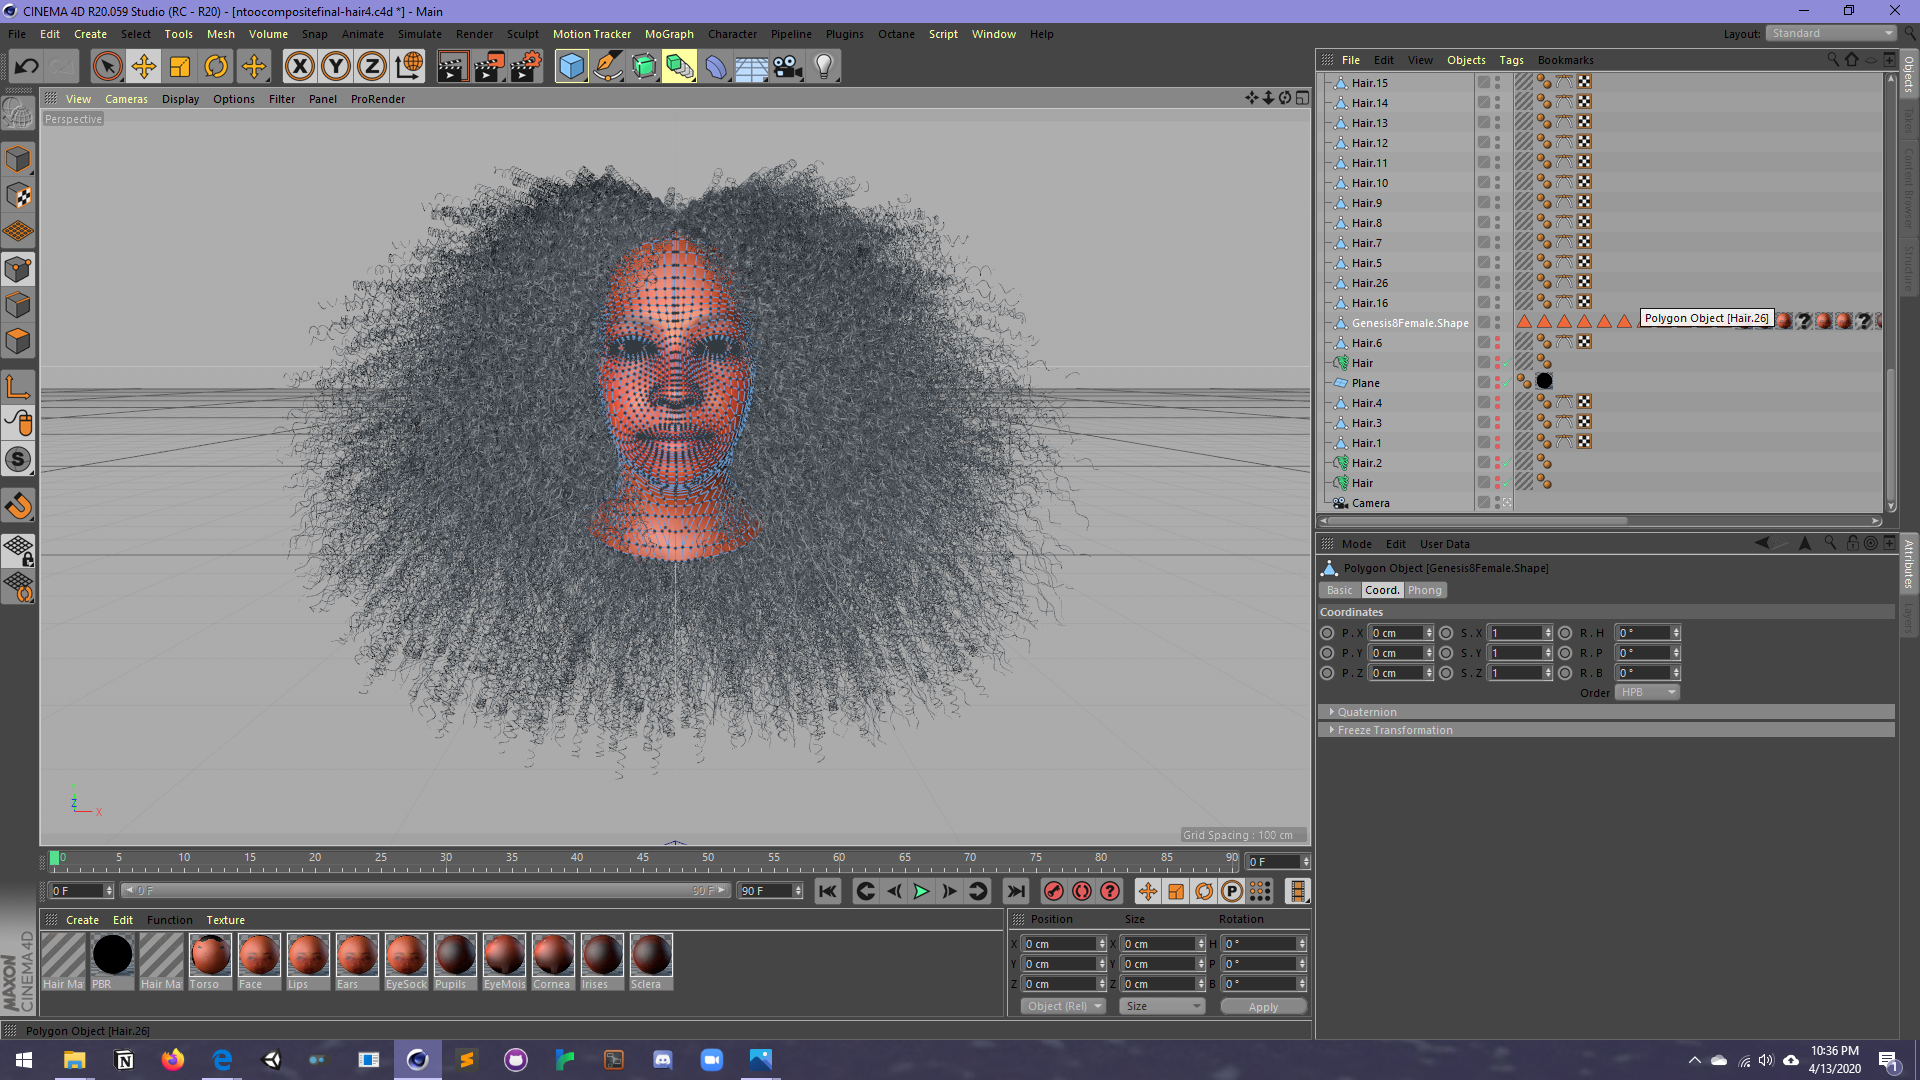 CINEMA 4D R20.059 Studio (RC - R20) - [ntoocompositefinal-hair4.c4d *] - Main
File Edit Create Select Tools Mesh Volume Snap Animate Simulate Render Sculpt Motion Tracker MoGraph Character Pipeline Plugins Octane Script Window Help
Layout: Standard
View Cameras Display Options Filter Panel ProRender
Perspective
Grid Spacing : 100 cm
File Edit View Objects Tags Bookmarks
Hair.15
Hair.14
Hair.13
Hair.12
Hair.11
Hair.10
Hair.9
Hair.8
Hair.7
Hair.5
Hair.26
Hair.16
Genesis8Female.Shape
Polygon Object [Hair.26]
Hair.6
Hair
Plane
Hair.4
Hair.3
Hair.1
Hair.2
Hair
Camera
Objects
Takes
Content Browser
Structure
Mode Edit User Data
Polygon Object [Genesis8Female.Shape]
Basic Coord. Phong
Coordinates
P . X 0 cm S . X 1 R . H 0 °
P . Y 0 cm S . Y 1 R . P 0 °
P . Z 0 cm S . Z 1 R . B 0 °
Order HPB
Quaternion
Freeze Transformation
Attributes
Layers
0 5 10 15 20 25 30 35 40 45 50 55 60 65 70 75 80 85 90 0 F
0 F 0 F 90 F 90 F
Create Edit Function Texture
Hair Ma PBR Hair Ma Torso Face Lips Ears EyeSock Pupils EyeMois Cornea Irises Sclera
Position Size Rotation
X 0 cm X 0 cm H 0 °
Y 0 cm Y 0 cm P 0 °
Z 0 cm Z 0 cm B 0 °
Object (Rel) Size Apply
MAXON
CINEMA 4D
Polygon Object [Hair.26]
10:36 PM
4/13/2020
1